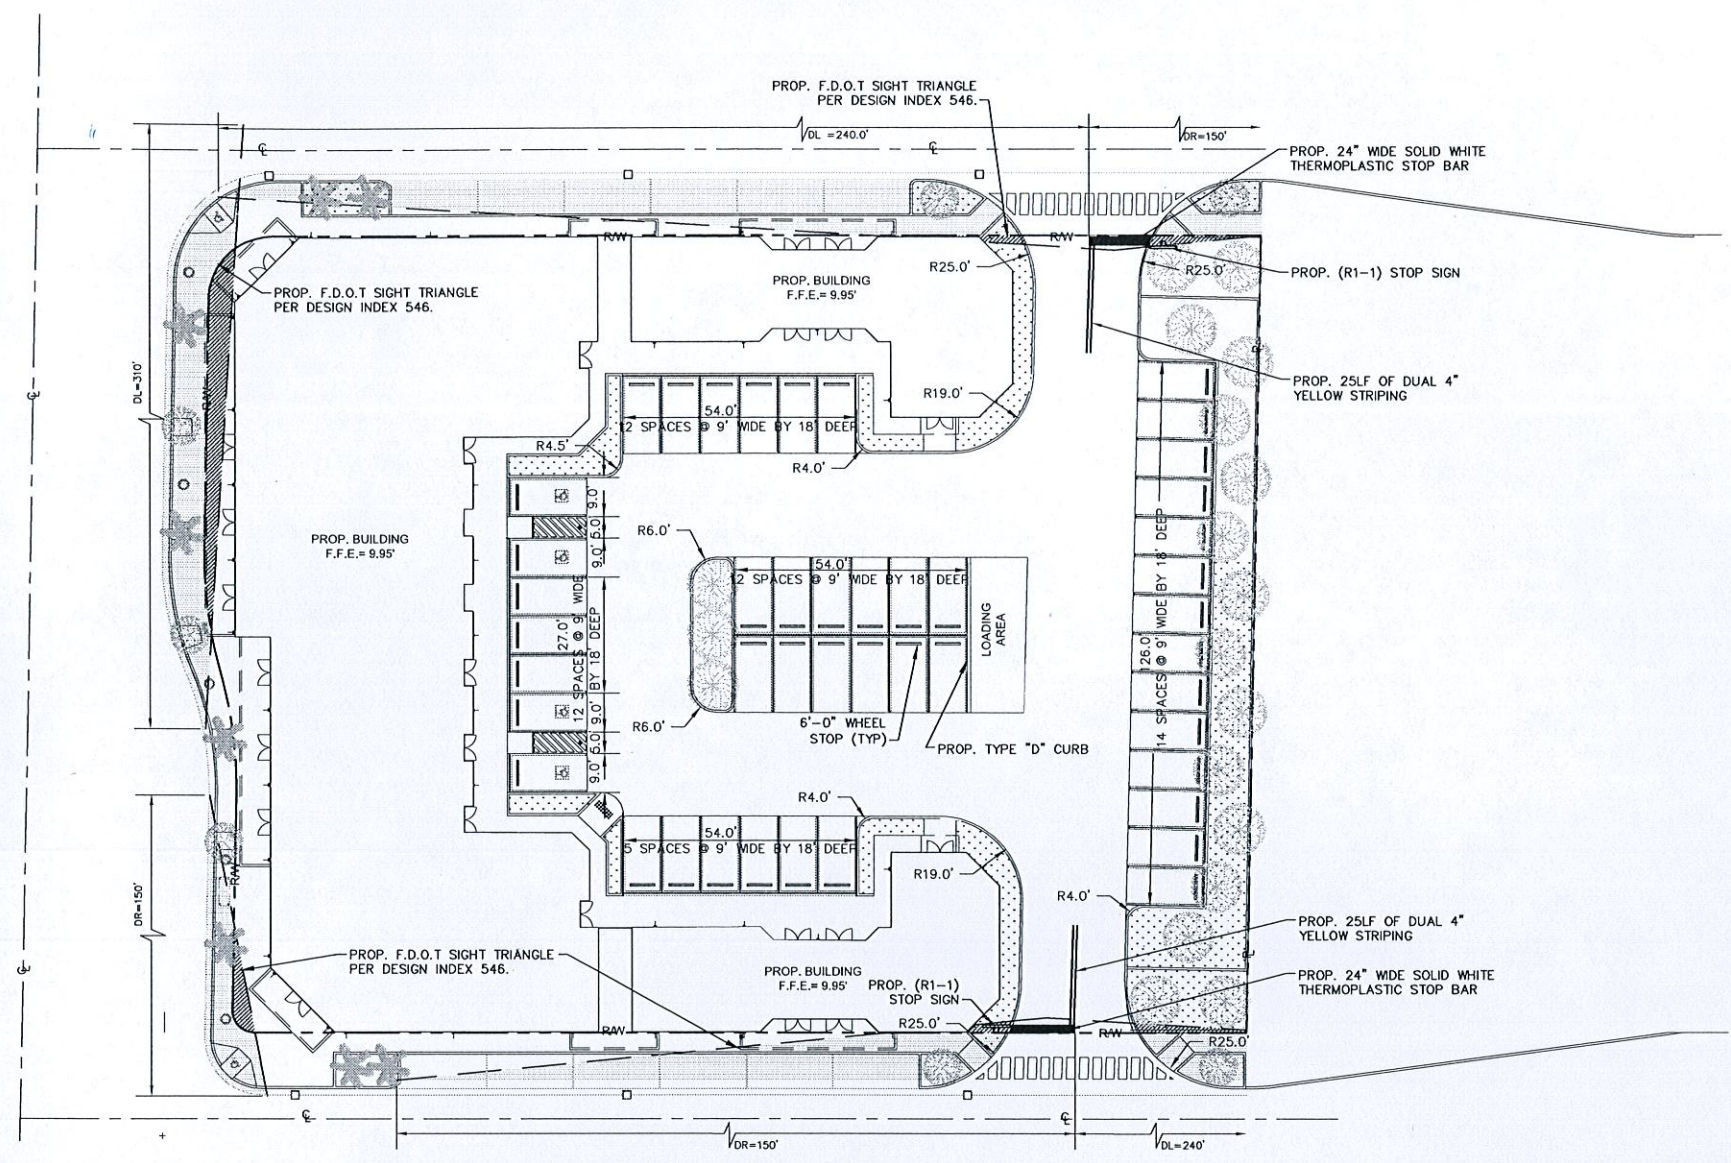 PROP. F.D.O.T SIGHT TRIANGLE
PER DESIGN INDEX 546.
DL =240.0'
DR=150'
℄
℄
PROP. 24" WIDE SOLID WHITE
THERMOPLASTIC STOP BAR
R/W
R/W
PROP. BUILDING
F.F.E.= 9.95'
R25.0'
R25.0'
PROP. (R1-1) STOP SIGN
PROP. F.D.O.T SIGHT TRIANGLE
PER DESIGN INDEX 546.
DL=310'
℄
R/W
R19.0'
PROP. 25LF OF DUAL 4"
YELLOW STRIPING
54.0'
12 SPACES @ 9' WIDE BY 18' DEEP
R4.5'
R4.0'
PROP. BUILDING
F.F.E.= 9.95'
9.0'
5.0'
9.0'
27.0'
12 SPACES @ 9' WIDE
BY 18' DEEP
9.0'
5.0'
9.0'
R6.0'
54.0'
12 SPACES @ 9' WIDE BY 18' DEEP
LOADING
AREA
126.0
14 SPACES @ 9' WIDE BY 18' DEEP
R6.0'
6'-0" WHEEL
STOP (TYP)
PROP. TYPE "D" CURB
R4.0'
54.0'
5 SPACES @ 9' WIDE BY 18' DEEP
R19.0'
R4.0'
DR=150'
R/W
℄
PROP. 25LF OF DUAL 4"
YELLOW STRIPING
PROP. F.D.O.T SIGHT TRIANGLE
PER DESIGN INDEX 546.
PROP. BUILDING
F.F.E.= 9.95'
PROP. (R1-1)
STOP SIGN
PROP. 24" WIDE SOLID WHITE
THERMOPLASTIC STOP BAR
R25.0'
R/W
R/W
R25.0'
℄
℄
DR=150'
DL=240'